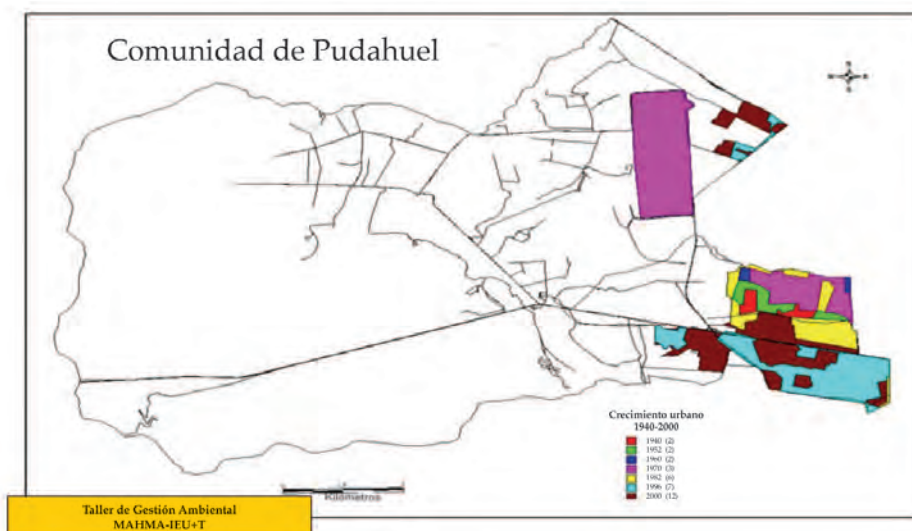 Comunidad de Pudahuel
N
S
Crecimiento urbano
1940-2000
1940 (2)
1952 (2)
1960 (2)
1970 (3)
1982 (6)
1996 (7)
2000 (12)
Kilómetros
Taller de Gestión Ambiental
MAHMA-IEU+T